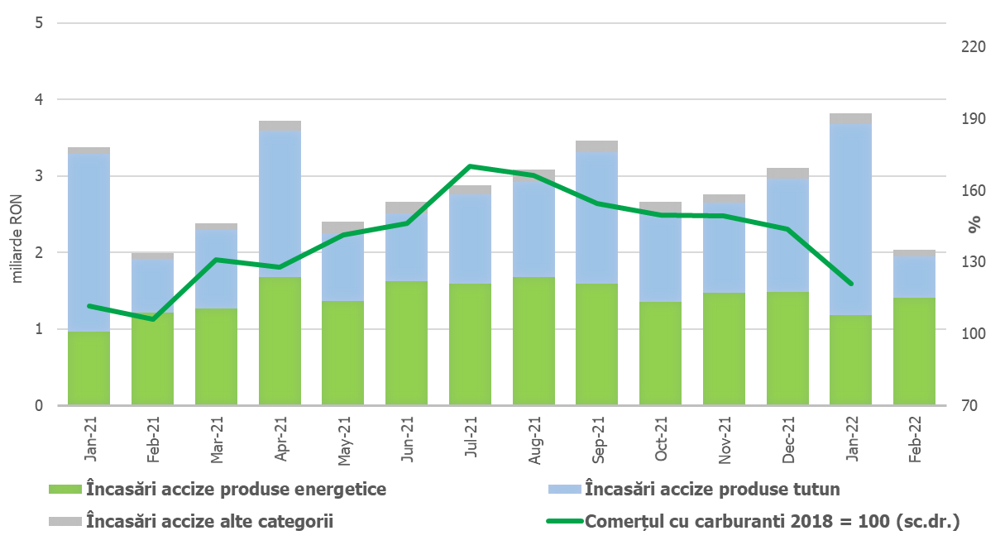 5
4
3
2
1
0
miliarde RON
220
190
160
130
100
70
%
Jan-21
Feb-21
Mar-21
Apr-21
May-21
Jun-21
Jul-21
Aug-21
Sep-21
Oct-21
Nov-21
Dec-21
Jan-22
Feb-22
Încasări accize produse energetice
Încasări accize produse tutun
Încasări accize alte categorii
Comerțul cu carburanti 2018 = 100 (sc.dr.)